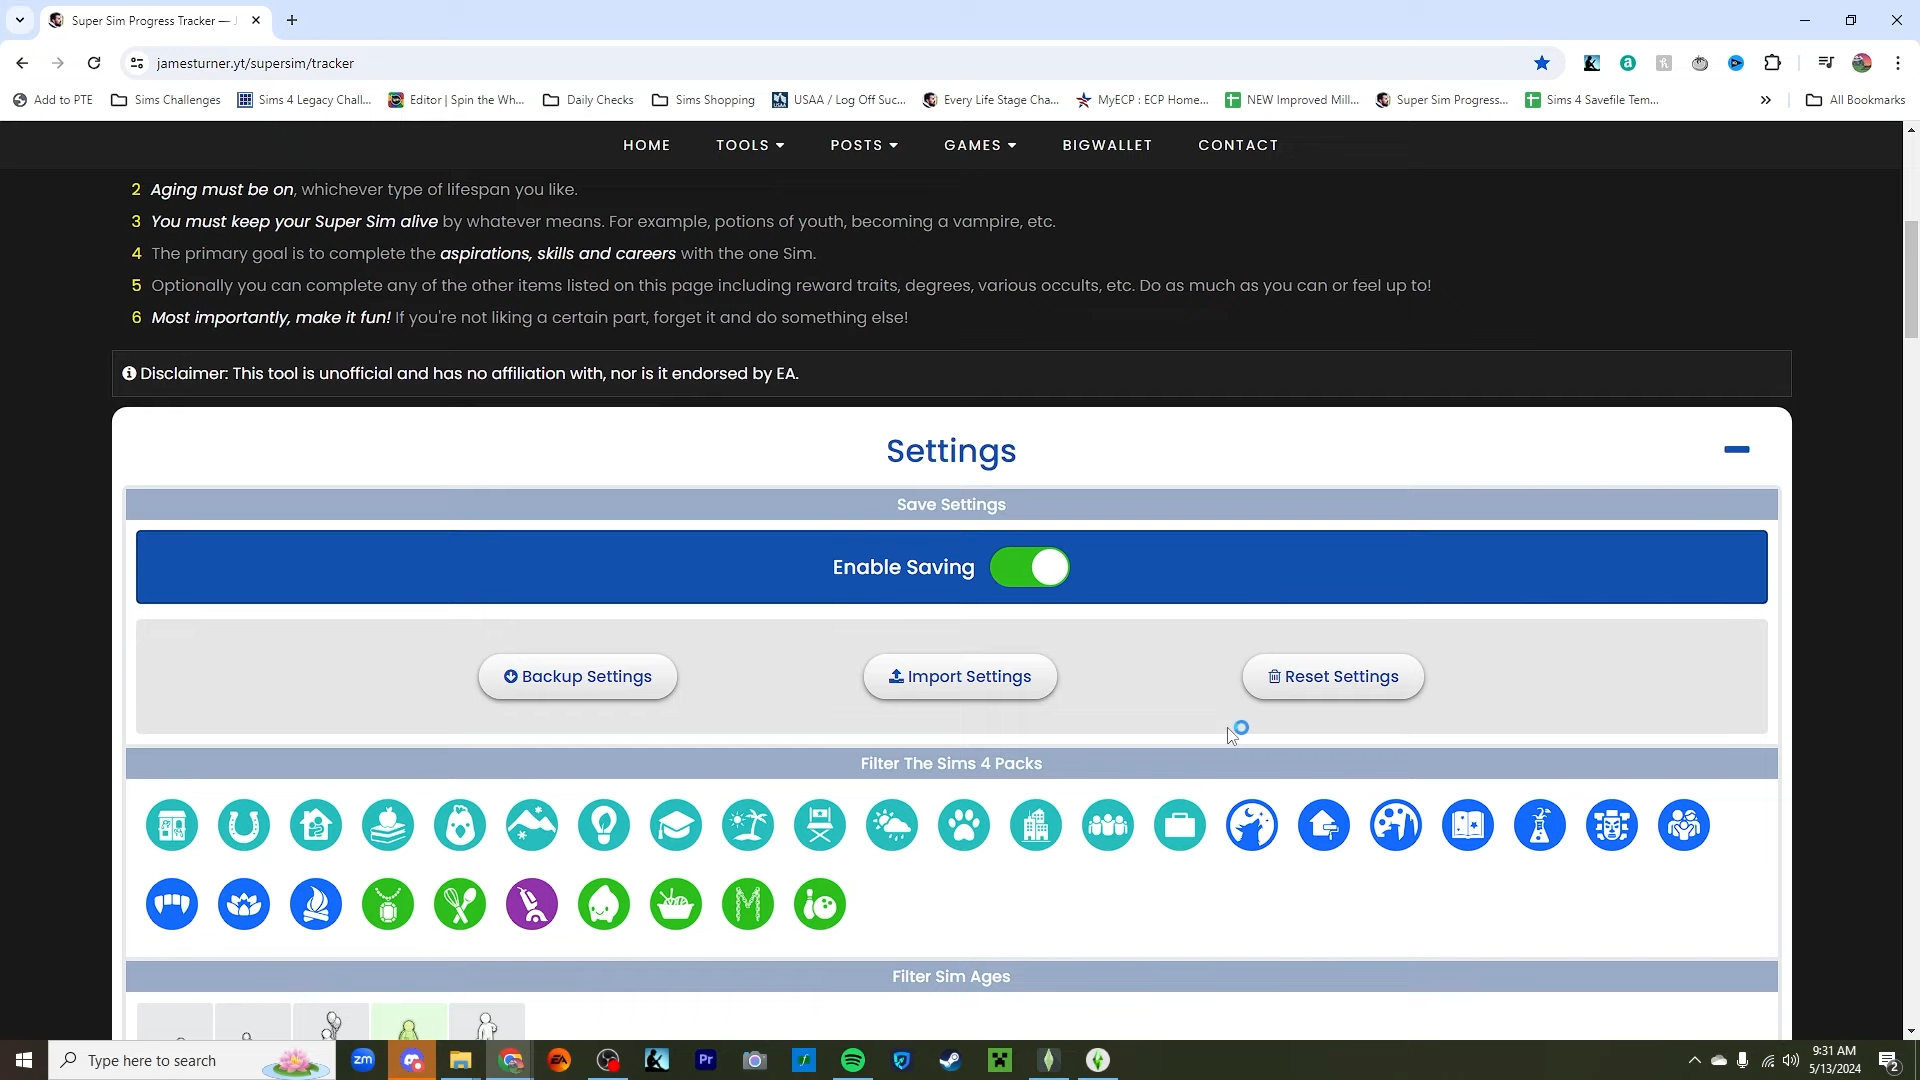 Super Sim Progress Tracker — J
jamesturner.yt/supersim/tracker
Add to PTE
Sims Challenges
Sims 4 Legacy Chall...
Editor | Spin the Wh...
Daily Checks
Sims Shopping
USAA / Log Off Suc...
Every Life Stage Cha...
MyECP : ECP Home...
NEW Improved Mill...
Super Sim Progress...
Sims 4 Savefile Tem...
All Bookmarks
HOME TOOLS POSTS GAMES BIGWALLET CONTACT
2 Aging must be on, whichever type of lifespan you like.
3 You must keep your Super Sim alive by whatever means. For example, potions of youth, becoming a vampire, etc.
4 The primary goal is to complete the aspirations, skills and careers with the one Sim.
5 Optionally you can complete any of the other items listed on this page including reward traits, degrees, various occults, etc. Do as much as you can or feel up to!
6 Most importantly, make it fun! If you're not liking a certain part, forget it and do something else!
Disclaimer: This tool is unofficial and has no affiliation with, nor is it endorsed by EA.
Settings
Save Settings
Enable Saving
Backup Settings
Import Settings
Reset Settings
Filter The Sims 4 Packs
Filter Sim Ages
Type here to search
zm
EA
Pr
9:31 AM
5/13/2024
2